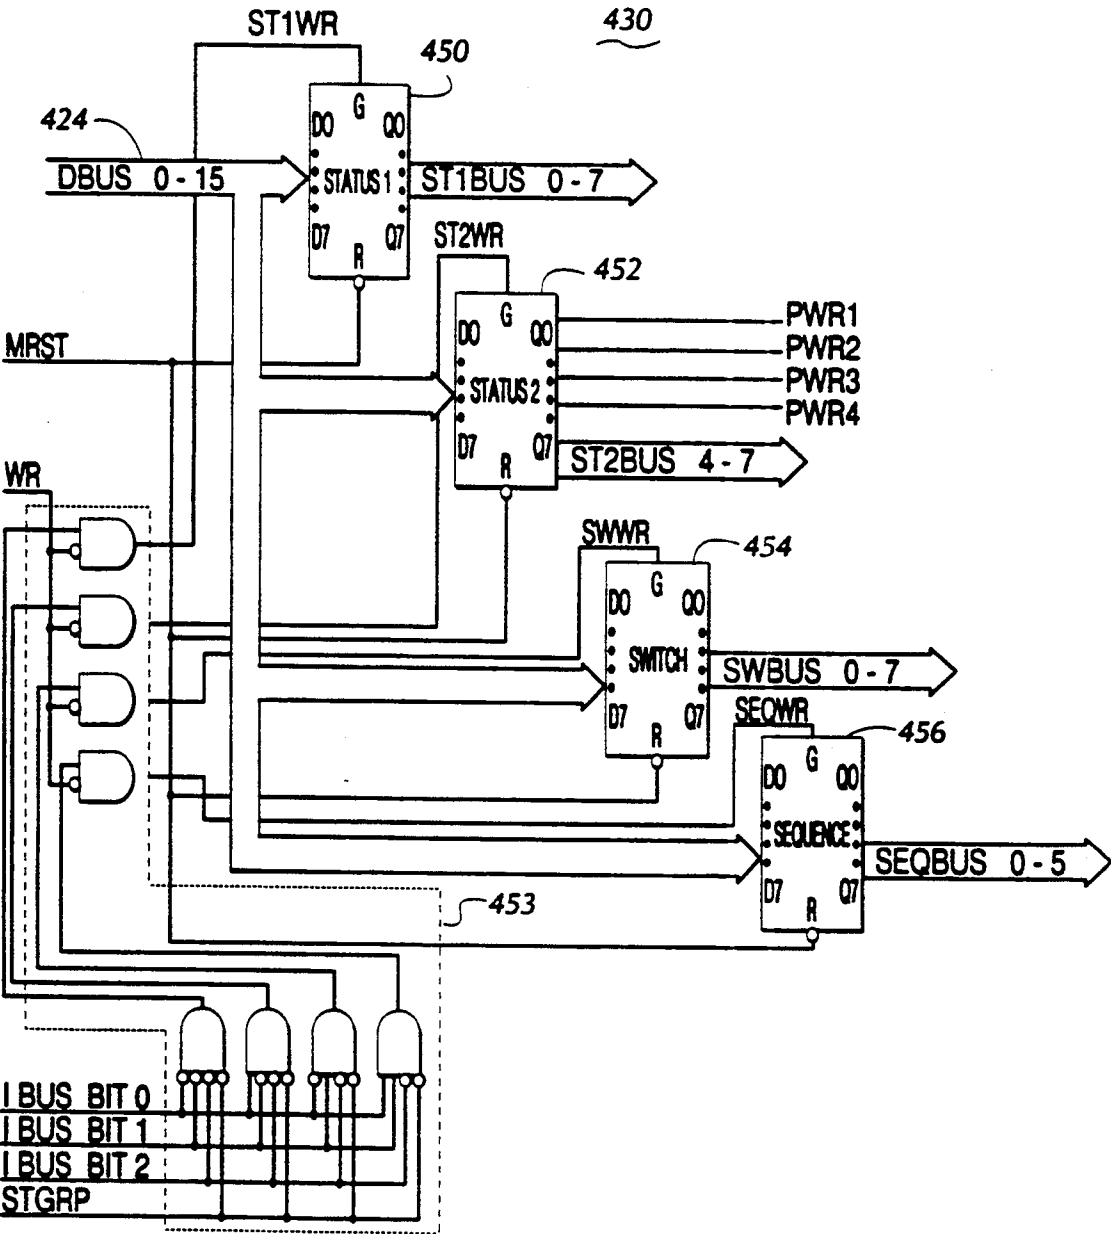 430
ST1WR
450
424
G
D0 Q0
DBUS 0 - 15
STATUS 1
ST1BUS 0 - 7
D7 Q7
R
ST2WR
452
G
D0 Q0
PWR1
PWR2
PWR3
PWR4
MRST
STATUS 2
D7 Q7
ST2BUS 4 - 7
R
WR
SWWR
454
G
D0 Q0
SWITCH
SWBUS 0 - 7
D7 Q7
R
SEQWR
456
G
D0 Q0
SEQUENCE
SEQBUS 0 - 5
D7 Q7
R
453
I BUS BIT 0
I BUS BIT 1
I BUS BIT 2
STGRP